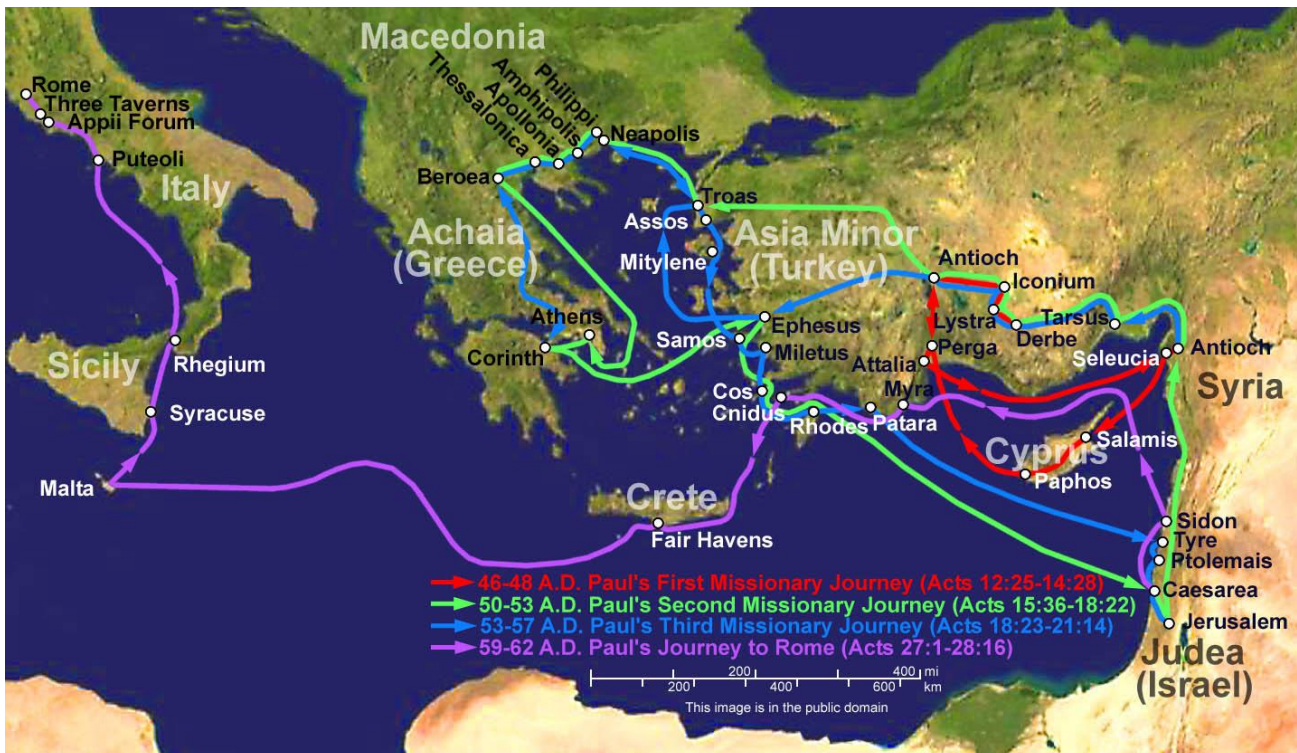 Macedonia
Rome
Three Taverns
Appii Forum
Puteoli
Italy
Philippi
Amphipolis
Apollonia
Thessalonica
Neapolis
Beroea
Troas
Assos
Mitylene
Achaia
(Greece)
Asia Minor
(Turkey)
Antioch
Iconium
Lystra
Derbe
Tarsus
Athens
Corinth
Ephesus
Samos
Miletus
Perga
Attalia
Seleucia
Antioch
Syria
Sicily
Rhegium
Syracuse
Cos
Cnidus
Rhodes
Patara
Myra
Salamis
Cyprus
Paphos
Malta
Crete
Fair Havens
Sidon
Tyre
Ptolemais
Caesarea
Jerusalem
Judea
(Israel)
46-48 A.D. Paul's First Missionary Journey (Acts 12:25-14:28)
50-53 A.D. Paul's Second Missionary Journey (Acts 15:36-18:22)
53-57 A.D. Paul's Third Missionary Journey (Acts 18:23-21:14)
59-62 A.D. Paul's Journey to Rome (Acts 27:1-28:16)
200 400 mi
200 400 600 km
This image is in the public domain